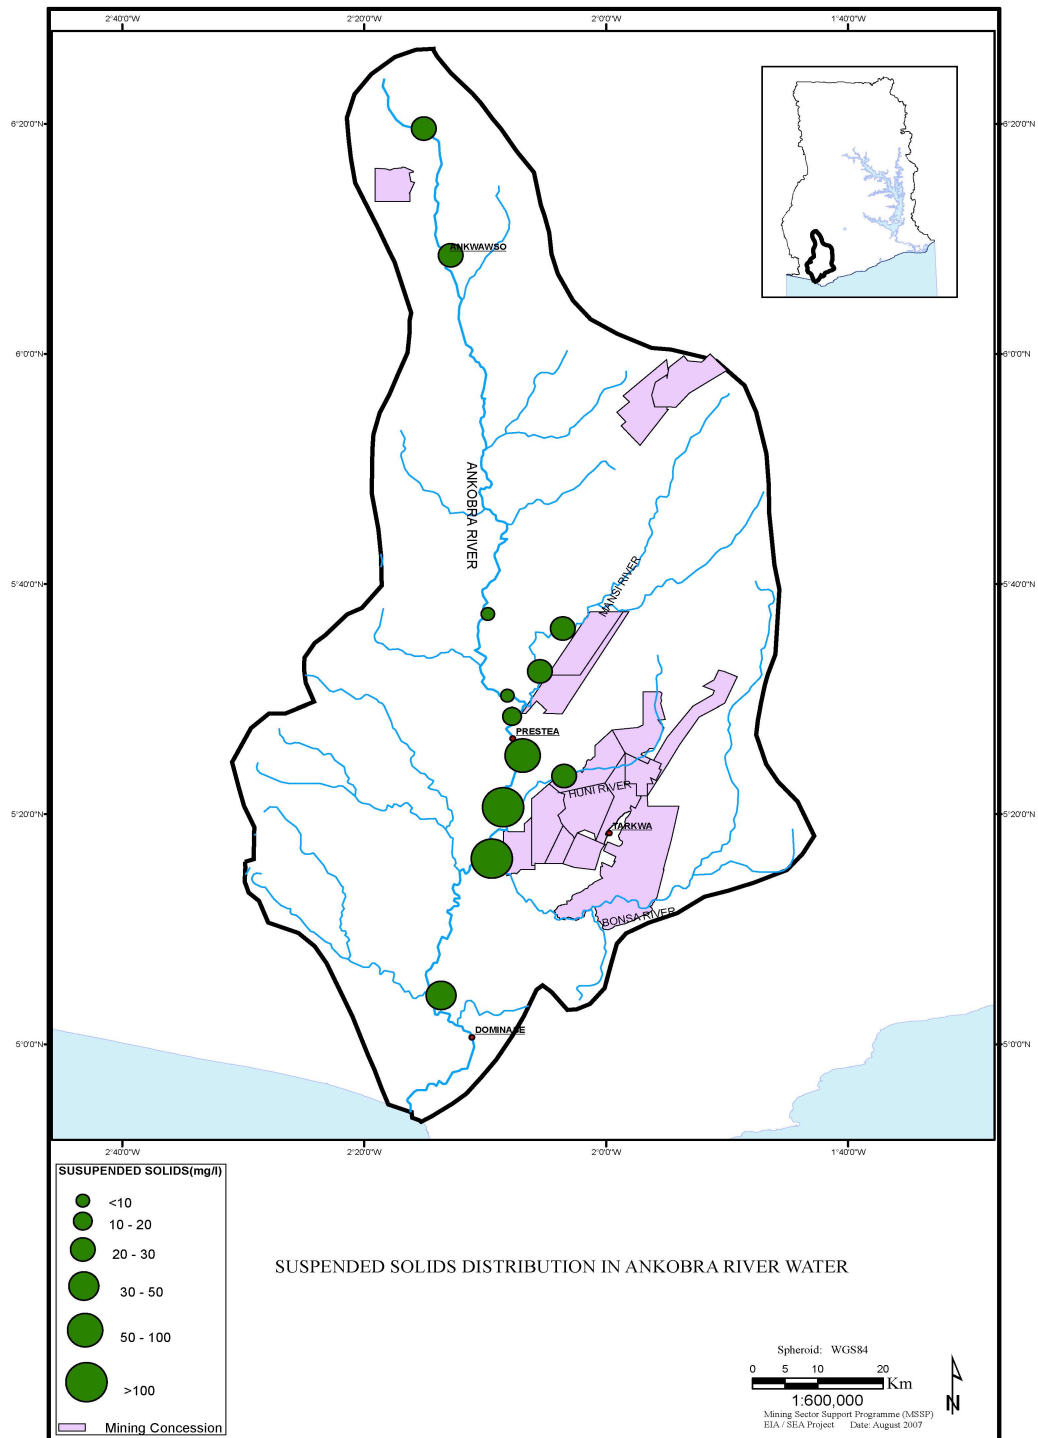 2°40'0"W
2°20'0"W
2°0'0"W
1°40'0"W
6°20'0"N
6°20'0"N
ANKWAWSO
6°0'0"N
6°0'0"N
ANKOBRA RIVER
5°40'0"N
5°40'0"N
MANSI RIVER
PRESTEA
HUNI RIVER
5°20'0"N
5°20'0"N
TARKWA
BONSA RIVER
DOMINASE
5°0'0"N
5°0'0"N
2°40'0"W
2°20'0"W
2°0'0"W
1°40'0"W
SUSUPENDED SOLIDS(mg/l)
<10
10 - 20
20 - 30
30 - 50
50 - 100
>100
Mining Concession
SUSPENDED SOLIDS DISTRIBUTION IN ANKOBRA RIVER WATER
Spheroid: WGS84
0 5 10 20
Km
1:600,000
N
Mining Sector Support Programme (MSSP)
EIA / SEA Project Date: August 2007